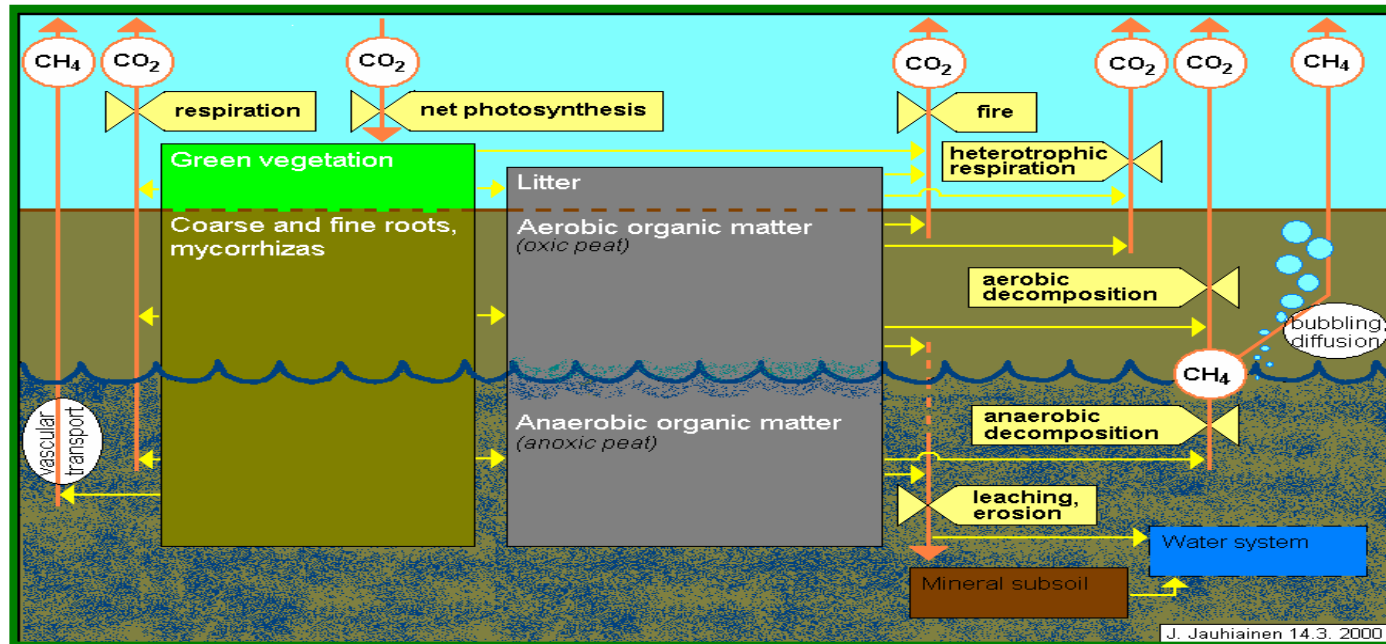 CH₄
CO₂
CO₂
CO₂
CO₂
CO₂
CH₄
respiration
net photosynthesis
fire
Green vegetation
heterotrophic
respiration
Litter
Coarse and fine roots,
mycorrhizas
Aerobic organic matter
(oxic peat)
aerobic
decomposition
bubbling,
diffusion
CH₄
vascular
transport
Anaerobic organic matter
(anoxic peat)
anaerobic
decomposition
leaching,
erosion
Water system
Mineral subsoil
J. Jauhiainen 14.3. 2000